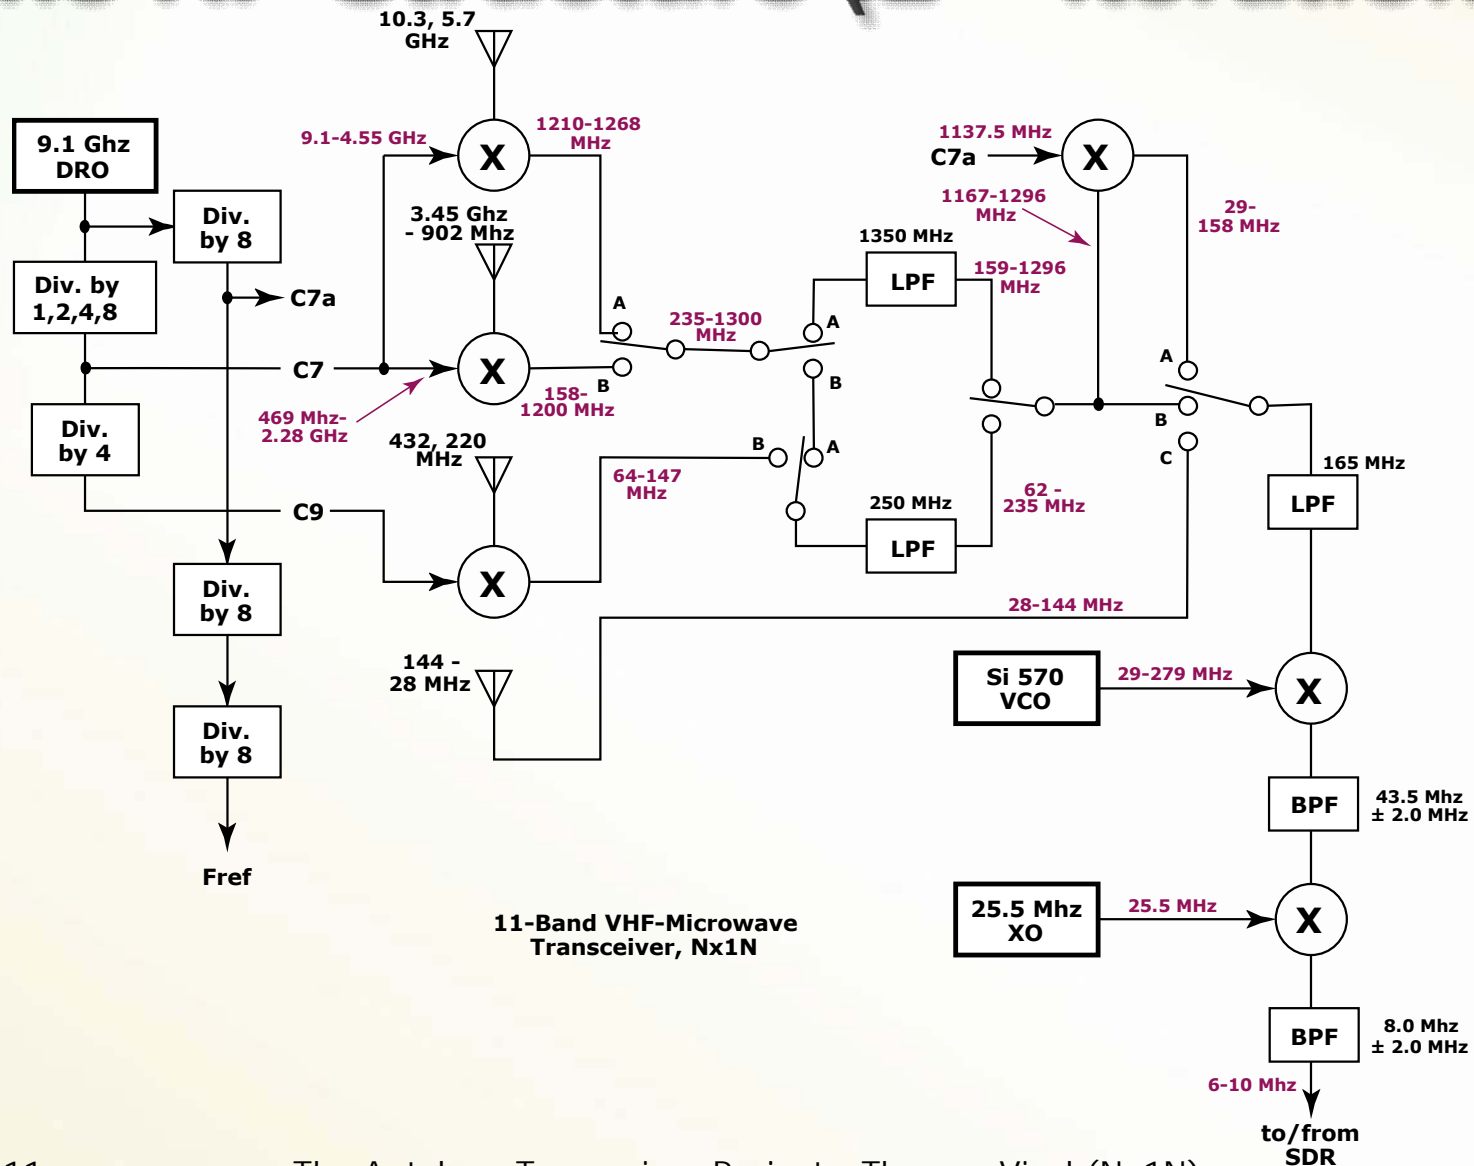 10.3, 5.7
GHz
9.1 Ghz
DRO
9.1-4.55 GHz
X
1210-1268
MHz
1137.5 MHz
C7a
X
Div.
by 8
3.45 Ghz
- 902 Mhz
1167-1296
MHz
29-
158 MHz
1350 MHz
LPF
159-1296
MHz
Div. by
1,2,4,8
C7a
A
235-1300
MHz
A
A
C7
X
B
158-
1200 MHz
B
B
C
469 Mhz-
2.28 GHz
Div.
by 4
432, 220
MHz
B
A
64-147
MHz
165 MHz
LPF
62 -
235 MHz
250 MHz
LPF
C9
X
Div.
by 8
28-144 MHz
144 -
28 MHz
Si 570
VCO
29-279 MHz
X
Div.
by 8
BPF
43.5 Mhz
± 2.0 MHz
Fref
11-Band VHF-Microwave
Transceiver, Nx1N
25.5 Mhz
XO
25.5 MHz
X
BPF
8.0 Mhz
± 2.0 MHz
6-10 Mhz
to/from
SDR